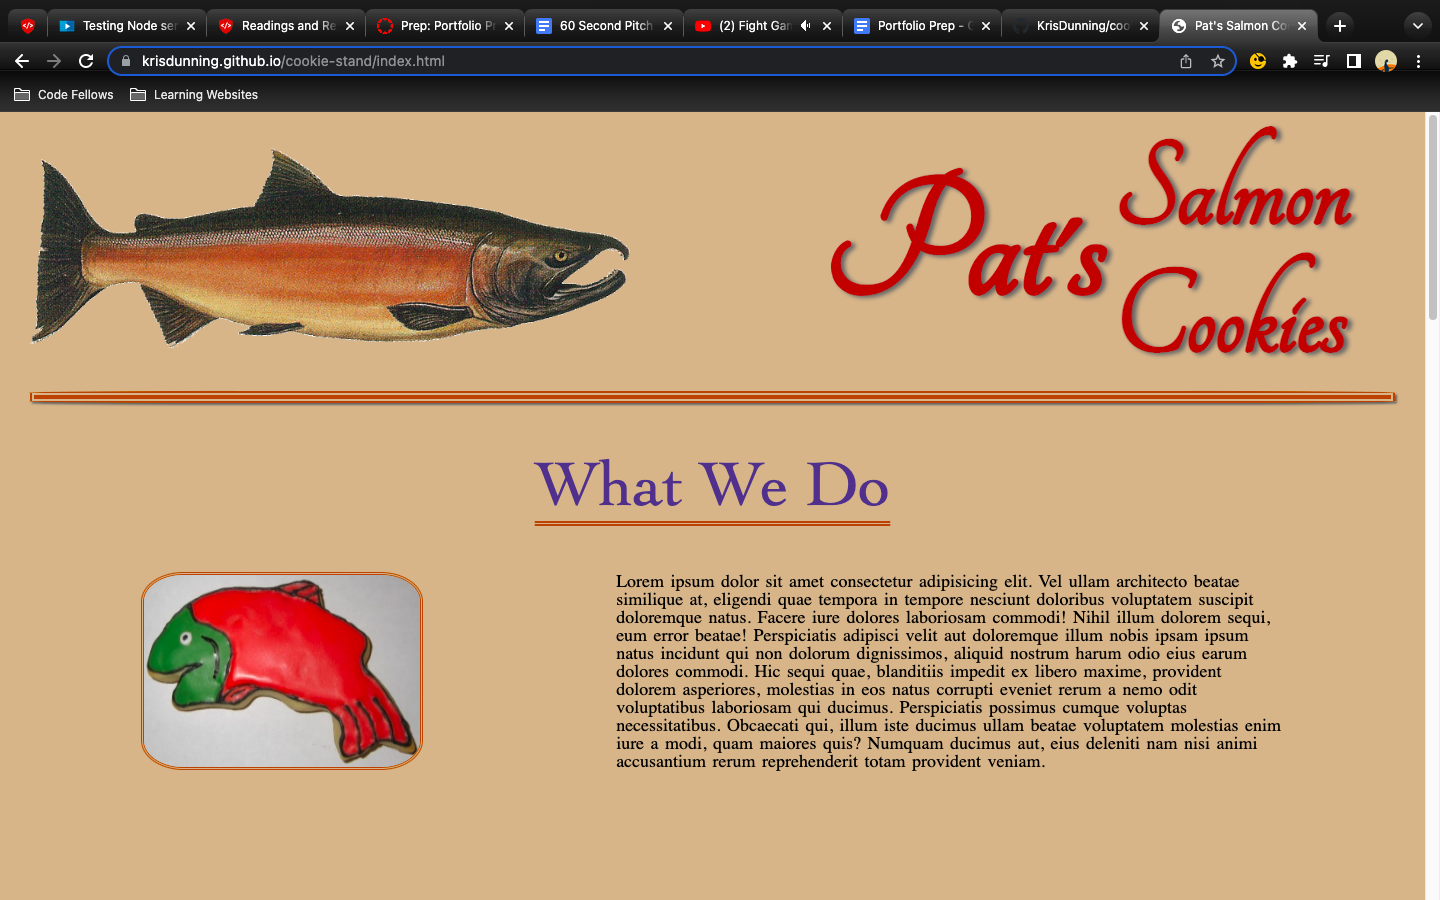 Testing Node ser
Readings and Re
Prep: Portfolio Pr
60 Second Pitch
(2) Fight Gan
Portfolio Prep - C
KrisDunning/coo
Pat's Salmon Co
krisdunning.github.io/cookie-stand/index.html
Code Fellows
Learning Websites
Pat's
Salmon
Cookies
What We Do
Lorem ipsum dolor sit amet consectetur adipisicing elit. Vel ullam architecto beatae
similique at, eligendi quae tempora in tempore nesciunt doloribus voluptatem suscipit
doloremque natus. Facere iure dolores laboriosam commodi! Nihil illum dolorem sequi,
eum error beatae! Perspiciatis adipisci velit aut doloremque illum nobis ipsam ipsum
natus incidunt qui non dolorum dignissimos, aliquid nostrum harum odio eius earum
dolores commodi. Hic sequi quae, blanditiis impedit ex libero maxime, provident
dolorem asperiores, molestias in eos natus corrupti eveniet rerum a nemo odit
voluptatibus laboriosam qui ducimus. Perspiciatis possimus cumque voluptas
necessitatibus. Obcaecati qui, illum iste ducimus ullam beatae voluptatem molestias enim
iure a modi, quam maiores quis? Numquam ducimus aut, eius deleniti nam nisi animi
accusantium rerum reprehenderit totam provident veniam.